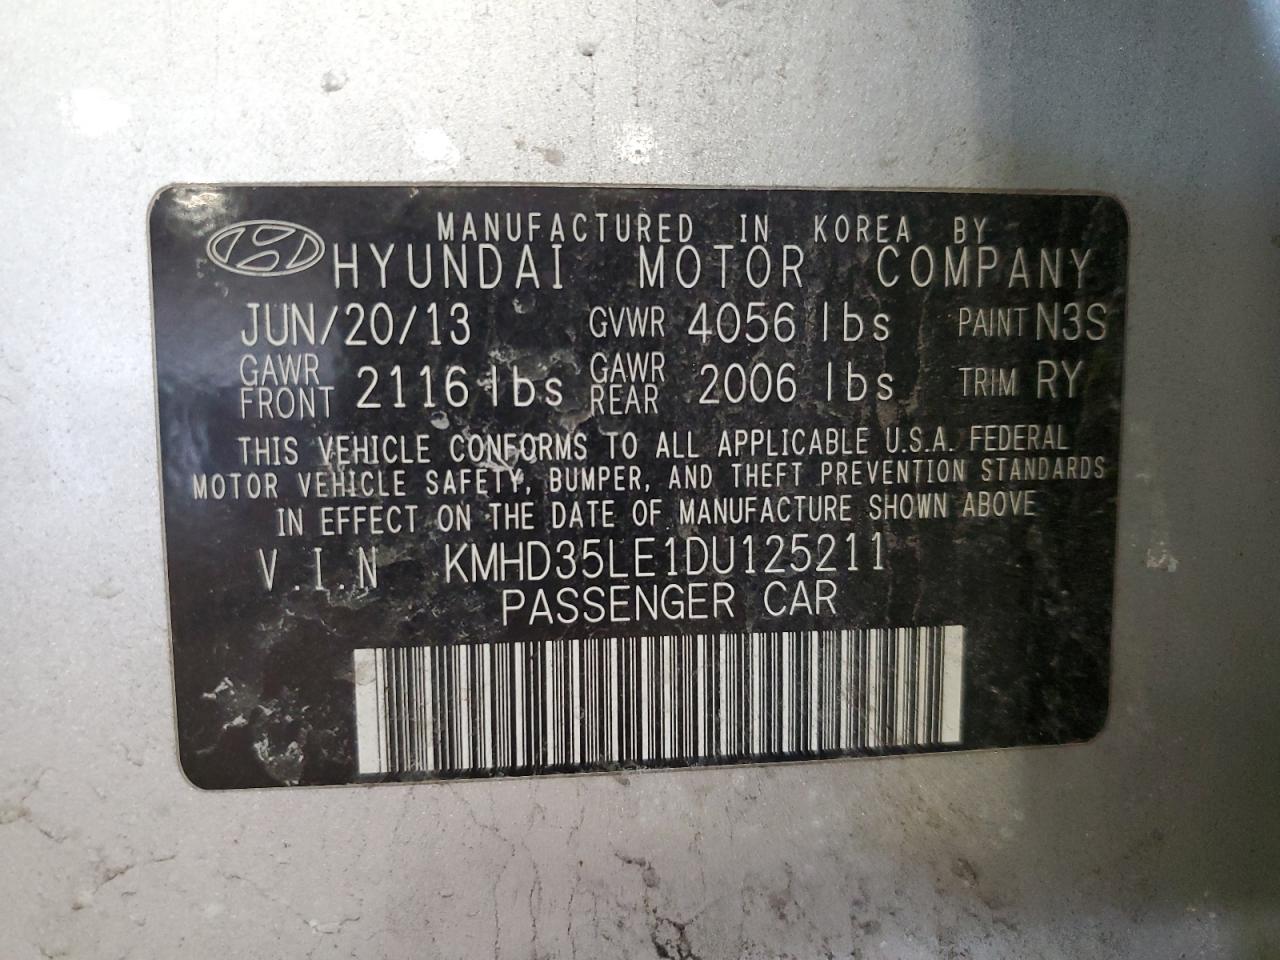 MANUFACTURED IN KOREA BY
HYUNDAI MOTOR COMPANY
JUN/20/13 GVWR 4056 lbs PAINT N3S
GAWR FRONT 2116 lbs GAWR REAR 2006 lbs TRIM RY
THIS VEHICLE CONFORMS TO ALL APPLICABLE U.S.A. FEDERAL
MOTOR VEHICLE SAFETY, BUMPER, AND THEFT PREVENTION STANDARDS
IN EFFECT ON THE DATE OF MANUFACTURE SHOWN ABOVE
V.I.N KMHD35LE1DU125211
PASSENGER CAR